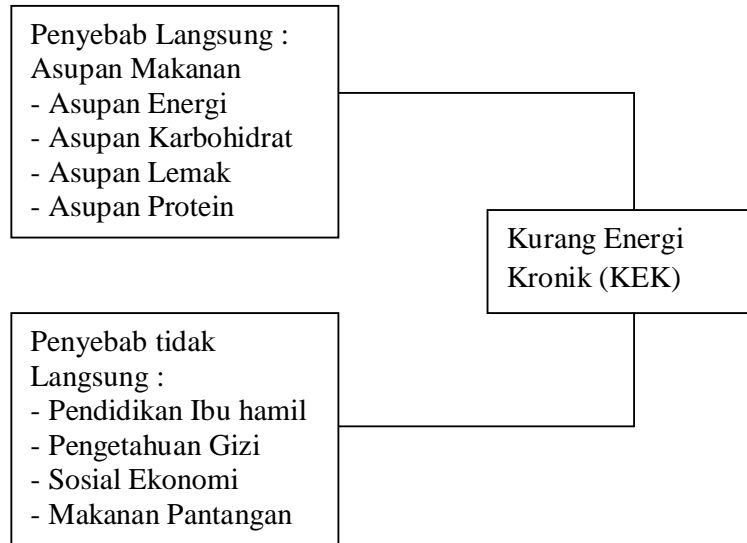 Penyebab Langsung :
Asupan Makanan
- Asupan Energi
- Asupan Karbohidrat
- Asupan Lemak
- Asupan Protein
Kurang Energi
Kronik (KEK)
Penyebab tidak
Langsung :
- Pendidikan Ibu hamil
- Pengetahuan Gizi
- Sosial Ekonomi
- Makanan Pantangan